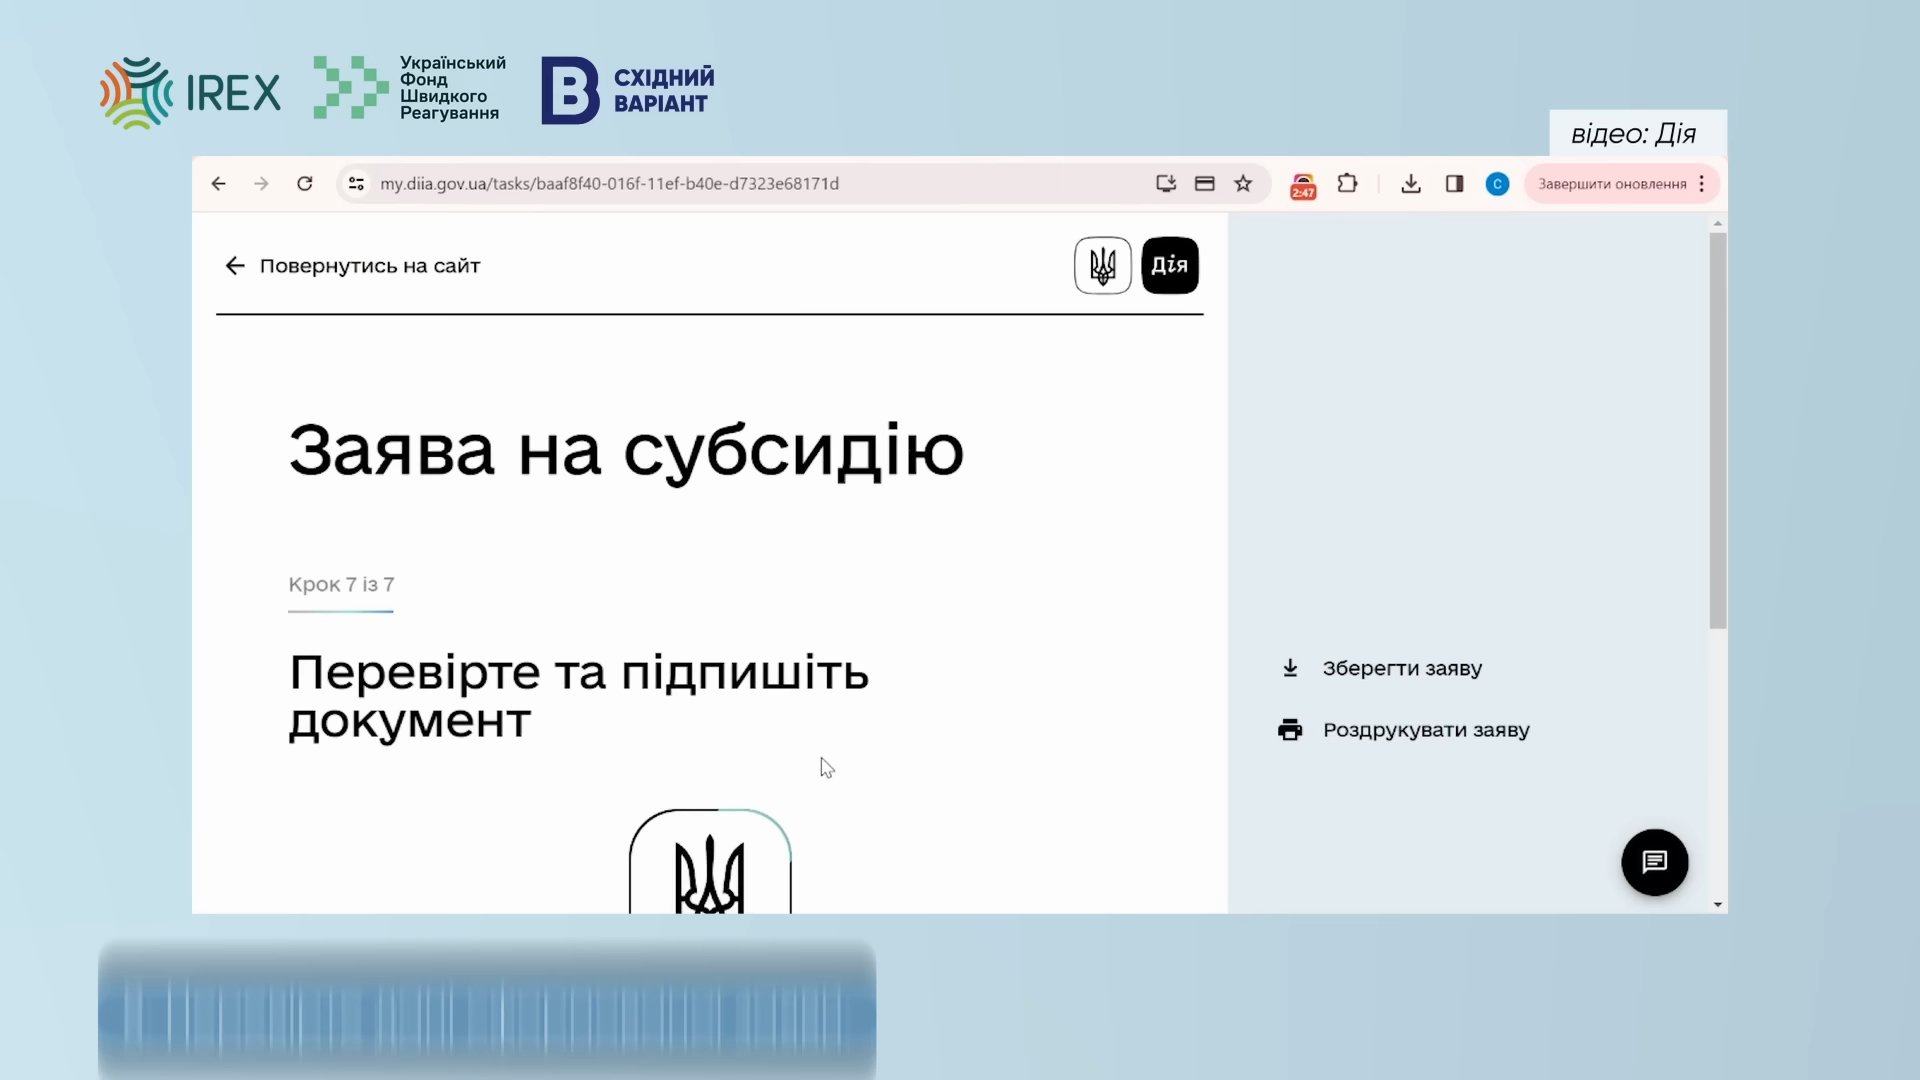 IREX
Український
Фонд
Швидкого
Реагування
В
СХІДНИЙ
ВАРІАНТ
відео: Дія
my.diia.gov.ua/tasks/baaf8f40-016f-11ef-b40e-d7323e68171d
2:47
C
Завершити оновлення
Повернутись на сайт
Дія
Заява на субсидію
Крок 7 із 7
Перевірте та підпишіть
документ
Зберегти заяву
Роздрукувати заяву